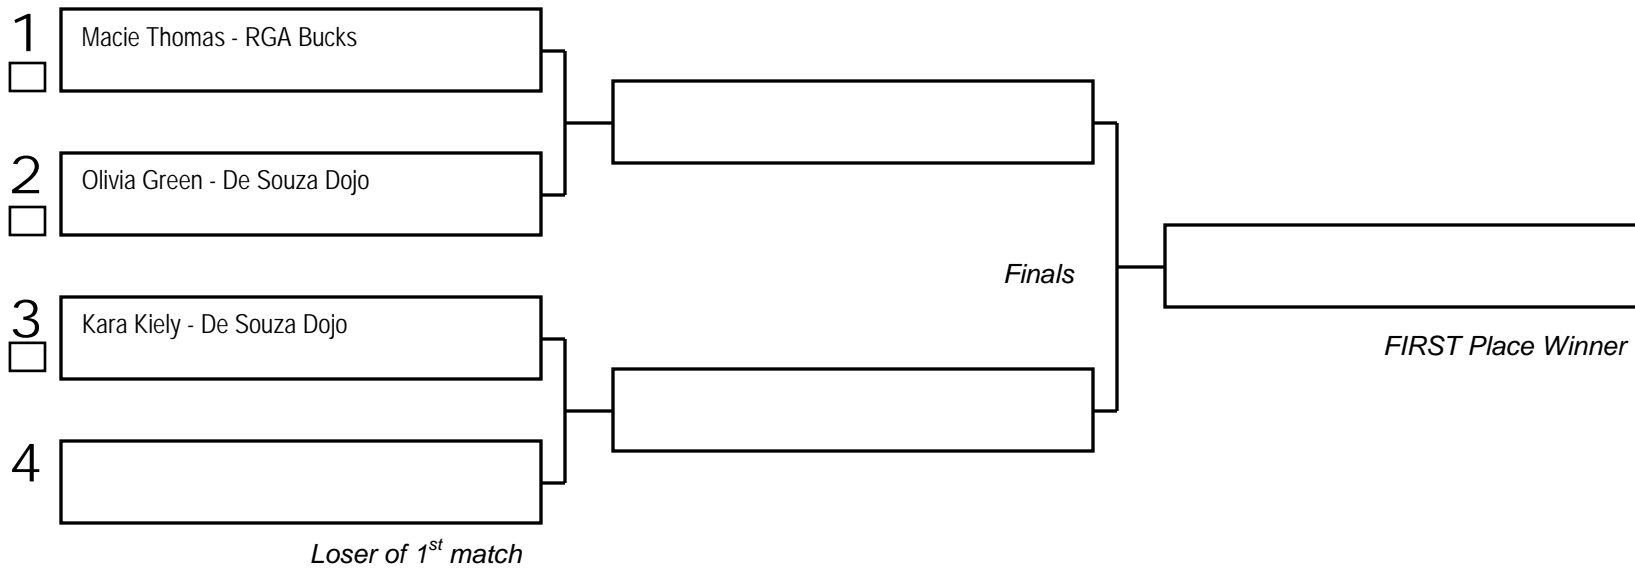 1
Macie Thomas - RGA Bucks
2
Olivia Green - De Souza Dojo
Finals
3
Kara Kiely - De Souza Dojo
FIRST Place Winner
4
Loser of 1st match